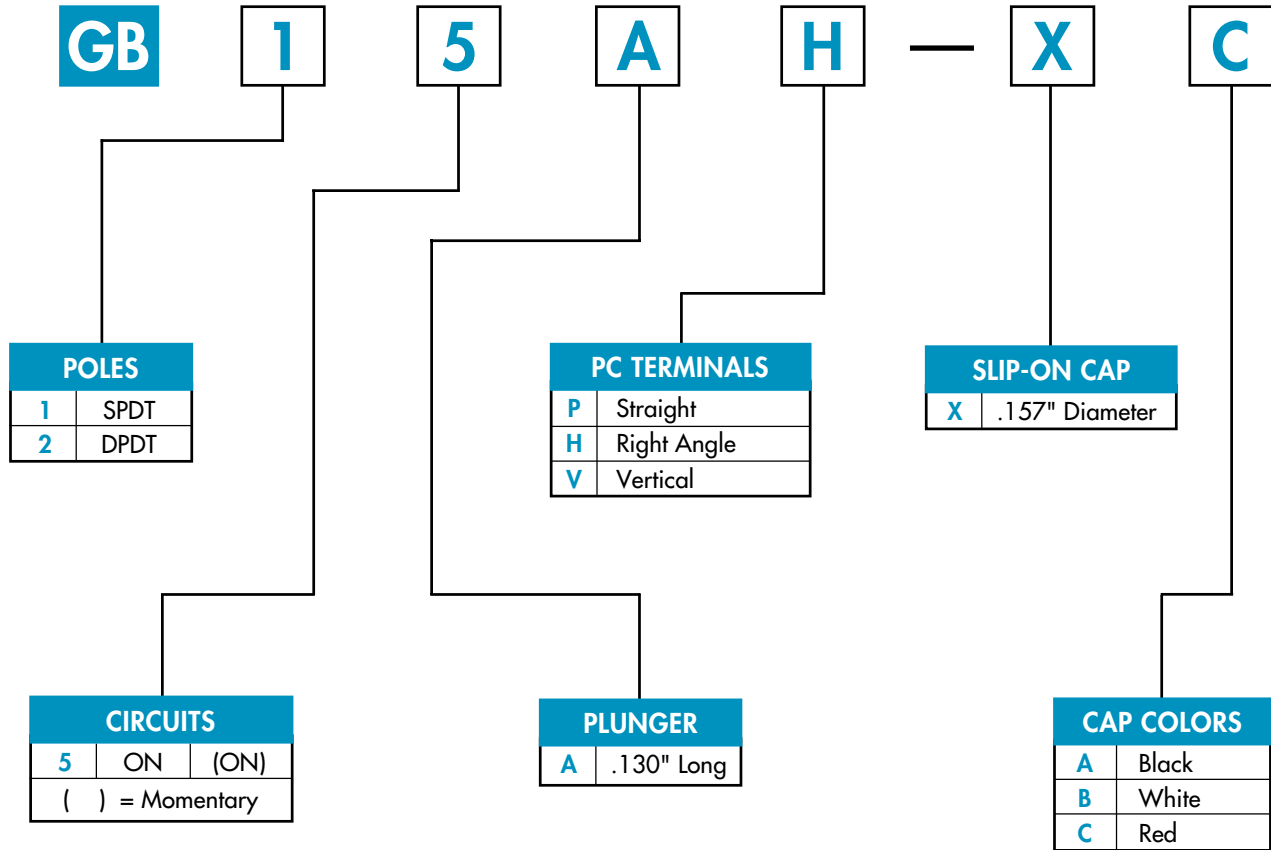 GB 1 5 A H — X C
POLES
1 SPDT
2 DPDT
PC TERMINALS
P Straight
H Right Angle
V Vertical
SLIP-ON CAP
X .157" Diameter
CIRCUITS
5 ON (ON)
( ) = Momentary
PLUNGER
A .130" Long
CAP COLORS
A Black
B White
C Red